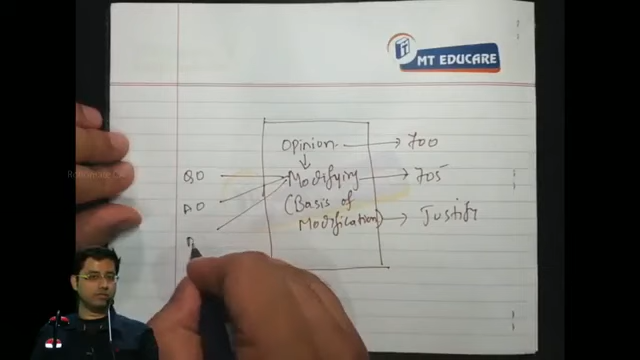 MT EDUCARE
Opinion → 700
↓
QO → Modifying → 705
AO (Basis of
Modification) → Justify